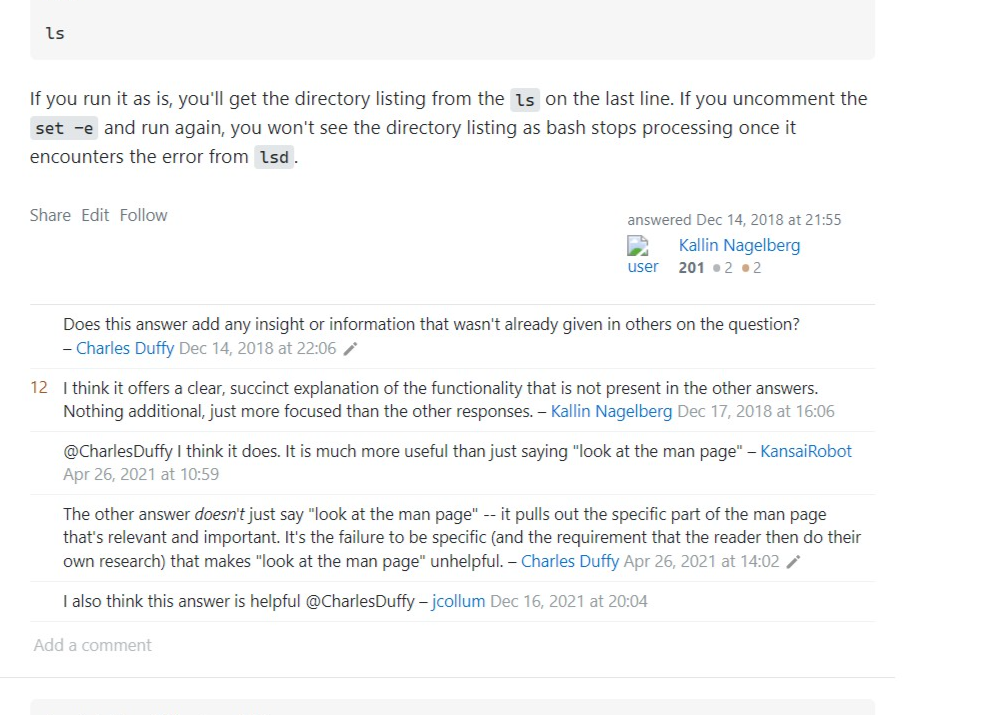 ls
If you run it as is, you'll get the directory listing from the ls on the last line. If you uncomment the
set -e and run again, you won't see the directory listing as bash stops processing once it
encounters the error from lsd.
Share Edit Follow
answered Dec 14, 2018 at 21:55
user
Kallin Nagelberg
201 ●2 ●2
Does this answer add any insight or information that wasn't already given in others on the question?
– Charles Duffy Dec 14, 2018 at 22:06
12 I think it offers a clear, succinct explanation of the functionality that is not present in the other answers.
Nothing additional, just more focused than the other responses. – Kallin Nagelberg Dec 17, 2018 at 16:06
@CharlesDuffy I think it does. It is much more useful than just saying "look at the man page" – KansaiRobot
Apr 26, 2021 at 10:59
The other answer doesn't just say "look at the man page" -- it pulls out the specific part of the man page
that's relevant and important. It's the failure to be specific (and the requirement that the reader then do their
own research) that makes "look at the man page" unhelpful. – Charles Duffy Apr 26, 2021 at 14:02
I also think this answer is helpful @CharlesDuffy – jcollum Dec 16, 2021 at 20:04
Add a comment